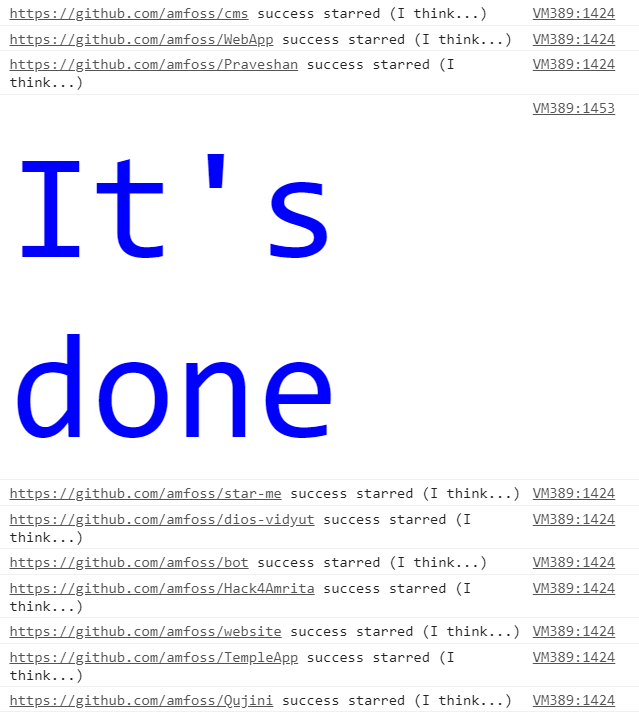 https://github.com/amfoss/cms success starred (I think...) VM389:1424
https://github.com/amfoss/WebApp success starred (I think...) VM389:1424
https://github.com/amfoss/Praveshan success starred (I VM389:1424
think...)
VM389:1453
It's
done
https://github.com/amfoss/star-me success starred (I think...) VM389:1424
https://github.com/amfoss/dios-vidyut success starred (I VM389:1424
think...)
https://github.com/amfoss/bot success starred (I think...) VM389:1424
https://github.com/amfoss/Hack4Amrita success starred (I VM389:1424
think...)
https://github.com/amfoss/website success starred (I think...) VM389:1424
https://github.com/amfoss/TempleApp success starred (I VM389:1424
think...)
https://github.com/amfoss/Qujini success starred (I think...) VM389:1424